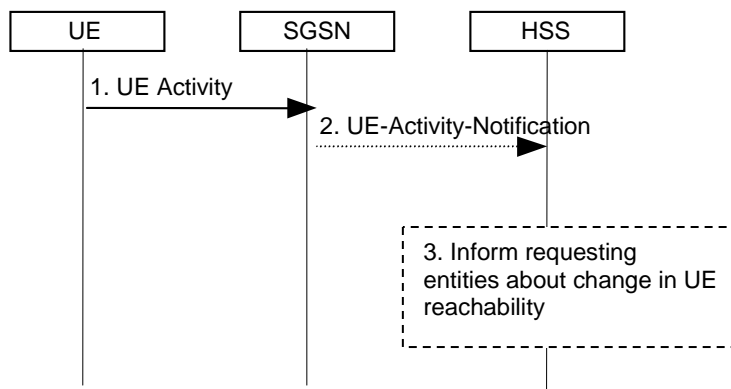 UE SGSN HSS
1. UE Activity
2. UE-Activity-Notification
3. Inform requesting
entities about change in UE
reachability